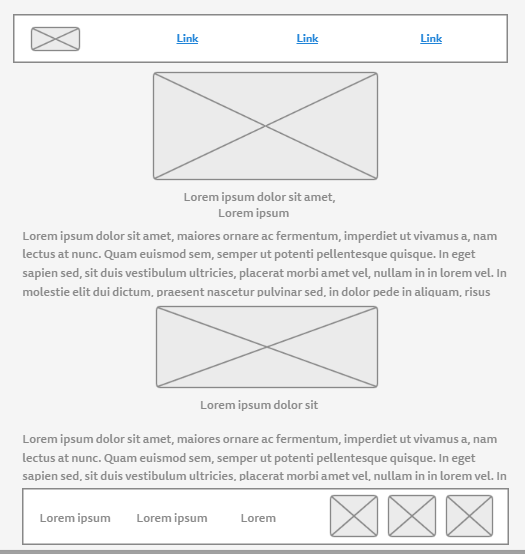 Link Link Link
Lorem ipsum dolor sit amet,
Lorem ipsum
Lorem ipsum dolor sit amet, maiores ornare ac fermentum, imperdiet ut vivamus a, nam
lectus at nunc. Quam euismod sem, semper ut potenti pellentesque quisque. In eget
sapien sed, sit duis vestibulum ultricies, placerat morbi amet vel, nullam in in lorem vel. In
molestie elit dui dictum, praesent nascetur pulvinar sed, in dolor pede in aliquam, risus
Lorem ipsum dolor sit
Lorem ipsum dolor sit amet, maiores ornare ac fermentum, imperdiet ut vivamus a, nam
lectus at nunc. Quam euismod sem, semper ut potenti pellentesque quisque. In eget
sapien sed, sit duis vestibulum ultricies, placerat morbi amet vel, nullam in in lorem vel. In
Lorem ipsum Lorem ipsum Lorem